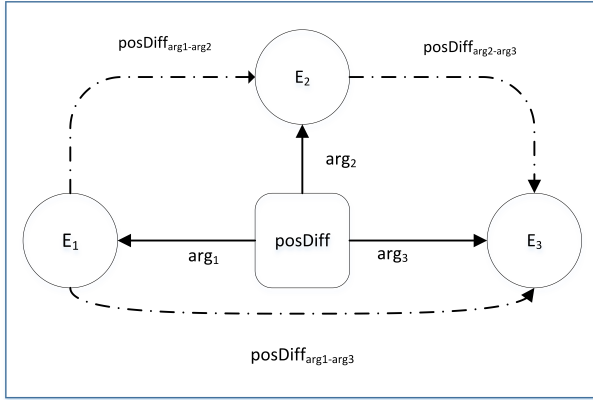 posDiffarg1-arg2
posDiffarg2-arg3
E2
arg2
E1
posDiff
E3
arg1
arg3
posDiffarg1-arg3